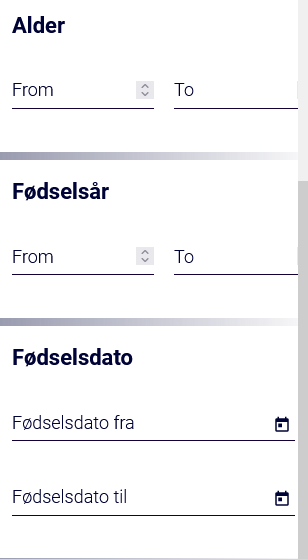 Alder
From To
Fødselsår
From To
Fødselsdato
Fødselsdato fra
Fødselsdato til